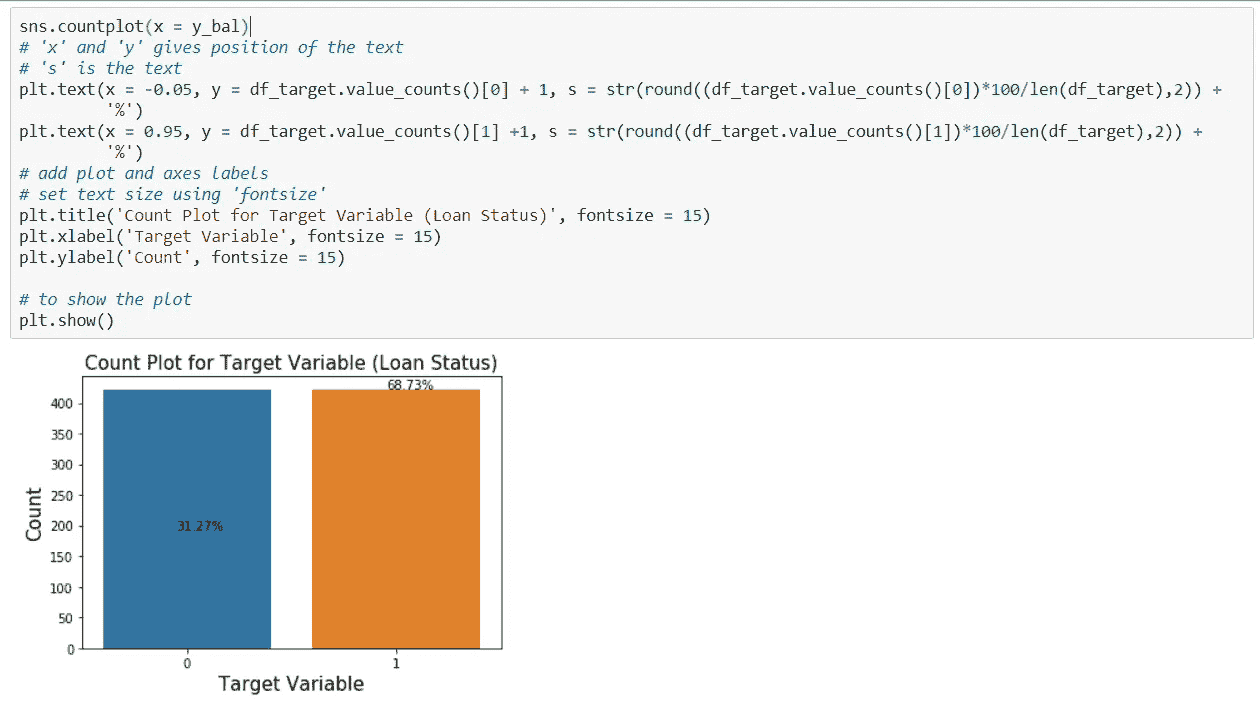 sns.countplot(x = y_bal)
# 'x' and 'y' gives position of the text
# 's' is the text
plt.text(x = -0.05, y = df_target.value_counts()[0] + 1, s = str(round((df_target.value_counts()[0])*100/len(df_target),2)) +
'%')
plt.text(x = 0.95, y = df_target.value_counts()[1] +1, s = str(round((df_target.value_counts()[1])*100/len(df_target),2)) +
'%')
# add plot and axes labels
# set text size using 'fontsize'
plt.title('Count Plot for Target Variable (Loan Status)', fontsize = 15)
plt.xlabel('Target Variable', fontsize = 15)
plt.ylabel('Count', fontsize = 15)
# to show the plot
plt.show()
Count Plot for Target Variable (Loan Status)
68.73%
400
350
300
250
200
150
100
50
0
Count
31.27%
0 1
Target Variable